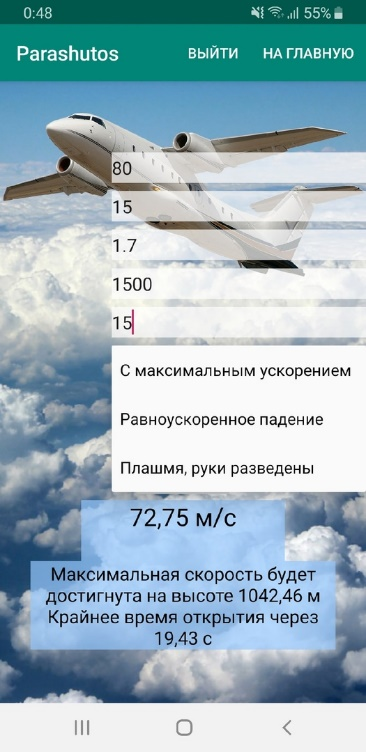 0:48 55%
Parashutos ВЫЙТИ НА ГЛАВНУЮ
80
15
1.7
1500
15
С максимальным ускорением
Равноускоренное падение
Плашмя, руки разведены
72,75 м/с
Максимальная скорость будет
достигнута на высоте 1042,46 м
Крайнее время открытия через
19,43 с